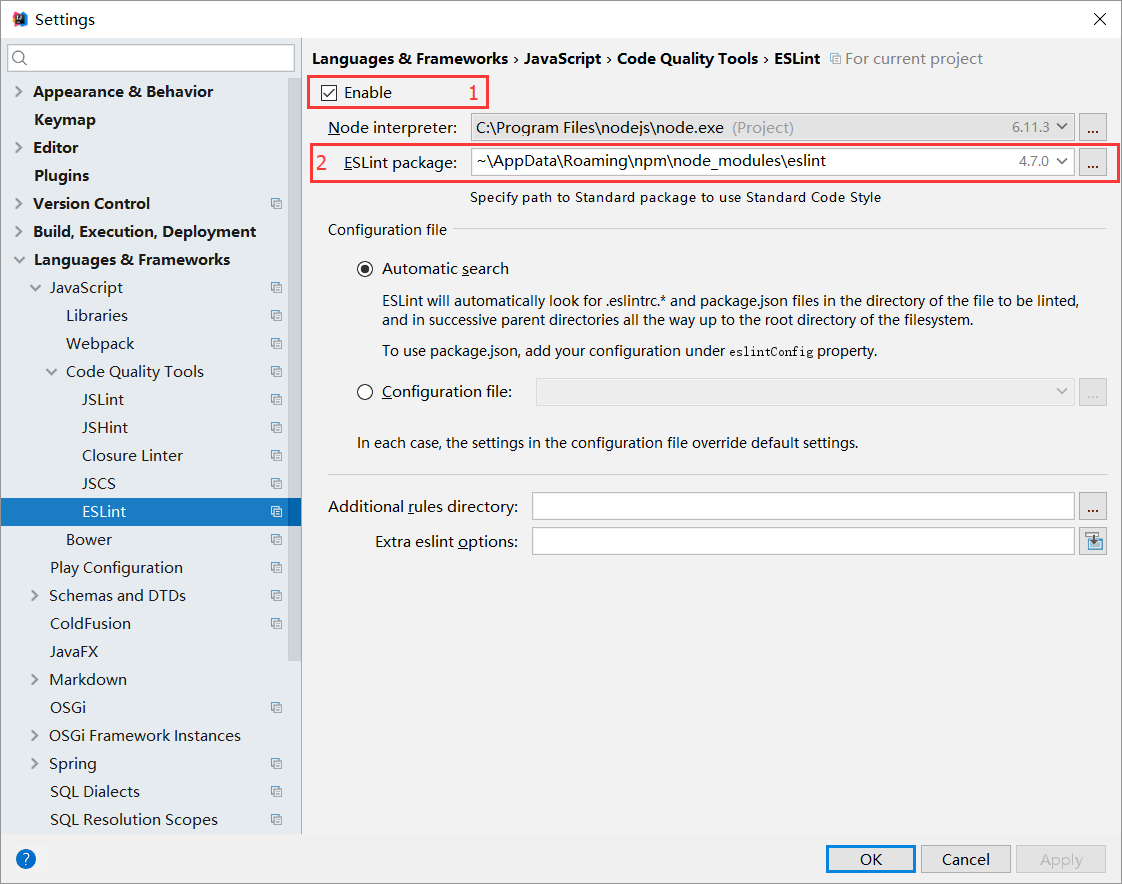 Settings
Languages & Frameworks › JavaScript › Code Quality Tools › ESLint For current project
Enable 1
Node interpreter: C:\Program Files\nodejs\node.exe (Project) 6.11.3 ...
2 ESLint package: ~\AppData\Roaming\npm\node_modules\eslint 4.7.0 ...
Specify path to Standard package to use Standard Code Style
Configuration file
Automatic search
ESLint will automatically look for .eslintrc.* and package.json files in the directory of the file to be linted,
and in successive parent directories all the way up to the root directory of the filesystem.
To use package.json, add your configuration under eslintConfig property.
Configuration file: ...
In each case, the settings in the configuration file override default settings.
Additional rules directory: ...
Extra eslint options:
Appearance & Behavior
Keymap
Editor
Plugins
Version Control
Build, Execution, Deployment
Languages & Frameworks
JavaScript
Libraries
Webpack
Code Quality Tools
JSLint
JSHint
Closure Linter
JSCS
ESLint
Bower
Play Configuration
Schemas and DTDs
ColdFusion
JavaFX
Markdown
OSGi
OSGi Framework Instances
Spring
SQL Dialects
SQL Resolution Scopes
?
OK
Cancel
Apply